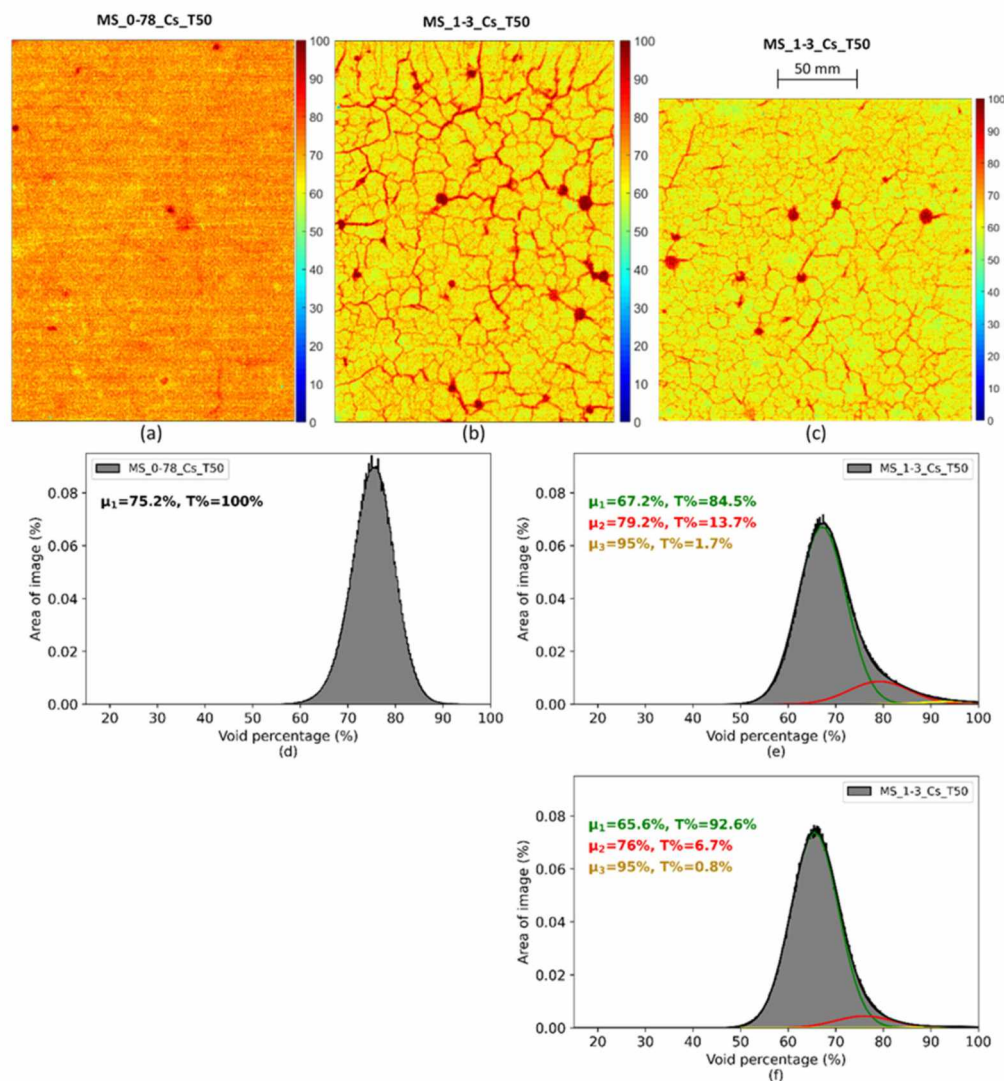 MS_0-78_Cs_T50
MS_1-3_Cs_T50
MS_1-3_Cs_T50
50 mm
100
90
80
70
60
50
40
30
20
10
0
100
90
80
70
60
50
40
30
20
10
0
100
90
80
70
60
50
40
30
20
10
0
(a)
(b)
(c)
MS_0-78_Cs_T50
μ₁=75.2%, T%=100%
Area of image (%)
0.08
0.06
0.04
0.02
0.00
20 30 40 50 60 70 80 90 100
Void percentage (%)
(d)
MS_1-3_Cs_T50
μ₁=67.2%, T%=84.5%
μ₂=79.2%, T%=13.7%
μ₃=95%, T%=1.7%
Area of image (%)
0.08
0.06
0.04
0.02
0.00
20 30 40 50 60 70 80 90 100
Void percentage (%)
(e)
MS_1-3_Cs_T50
μ₁=65.6%, T%=92.6%
μ₂=76%, T%=6.7%
μ₃=95%, T%=0.8%
Area of image (%)
0.08
0.06
0.04
0.02
0.00
20 30 40 50 60 70 80 90 100
Void percentage (%)
(f)